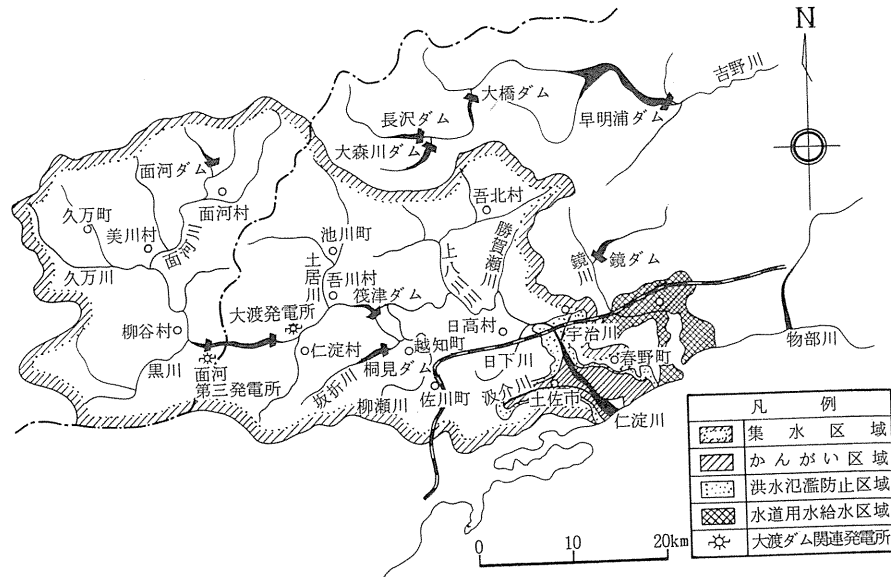 N
吉野川
大橋ダム
早明浦ダム
長沢ダム
大森川ダム
面河ダム
面河村
吾北村
久万町
美川村
面河川
池川町
上八川川
勝賀瀬川
鏡川
鏡ダム
久万川
土居川
吾川村
筏津ダム
大渡発電所
日高村
宇治川
物部川
柳谷村
仁淀村
越知町
日下川
春野町
黒川
面河
第三発電所
桐見ダム
坂折川
柳瀬川
佐川町
波介川
土佐市
仁淀川
凡例
集水区域
かんがい区域
洪水氾濫防止区域
水道用水給水区域
大渡ダム関連発電所
0 10 20km